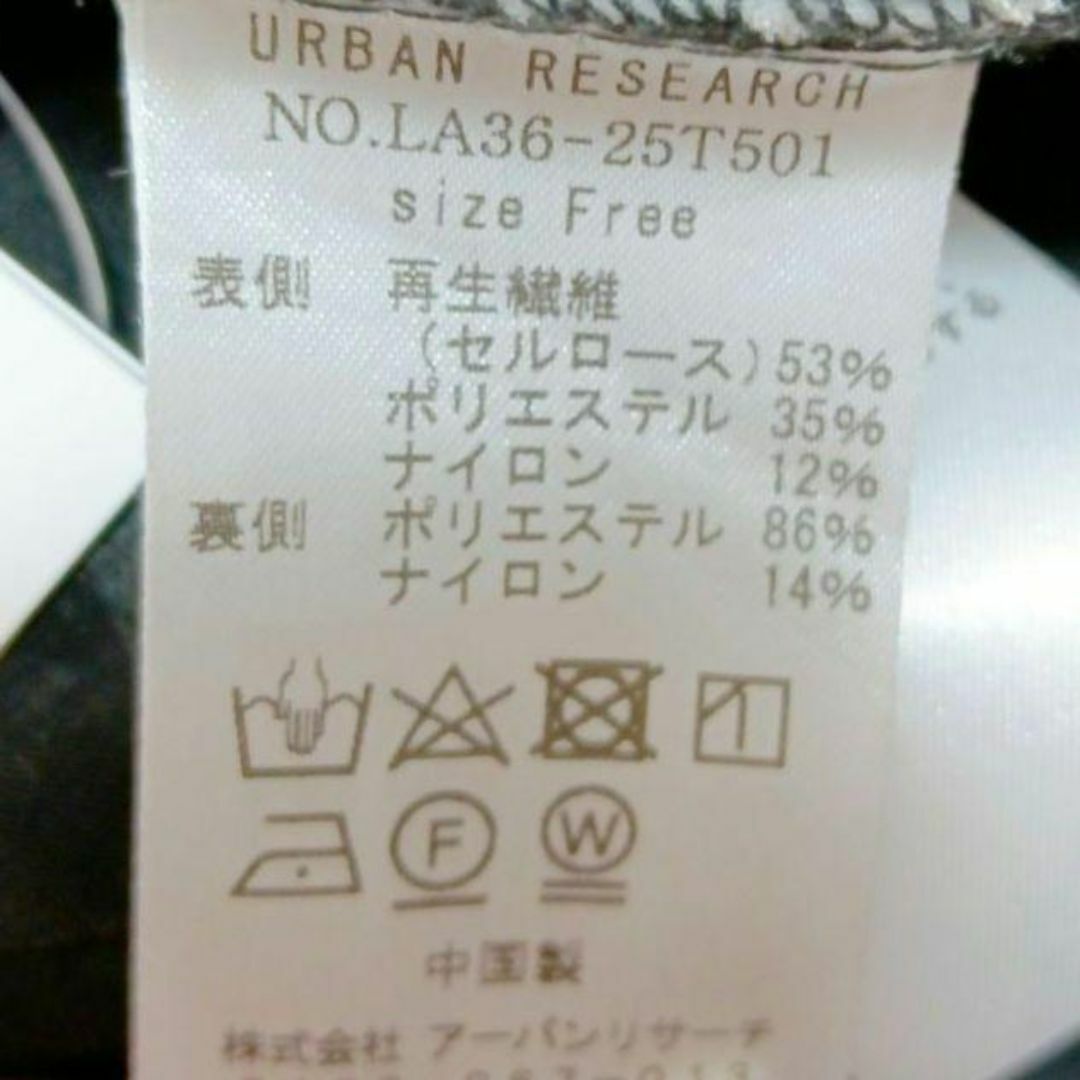 URBAN RESEARCH
NO.LA36-25T501
size Free
表側 再生繊維
(セルロース)53%
ポリエステル 35%
ナイロン 12%
裏側 ポリエステル 86%
ナイロン 14%
F W
中国製
株式会社 アーバンリサーチ